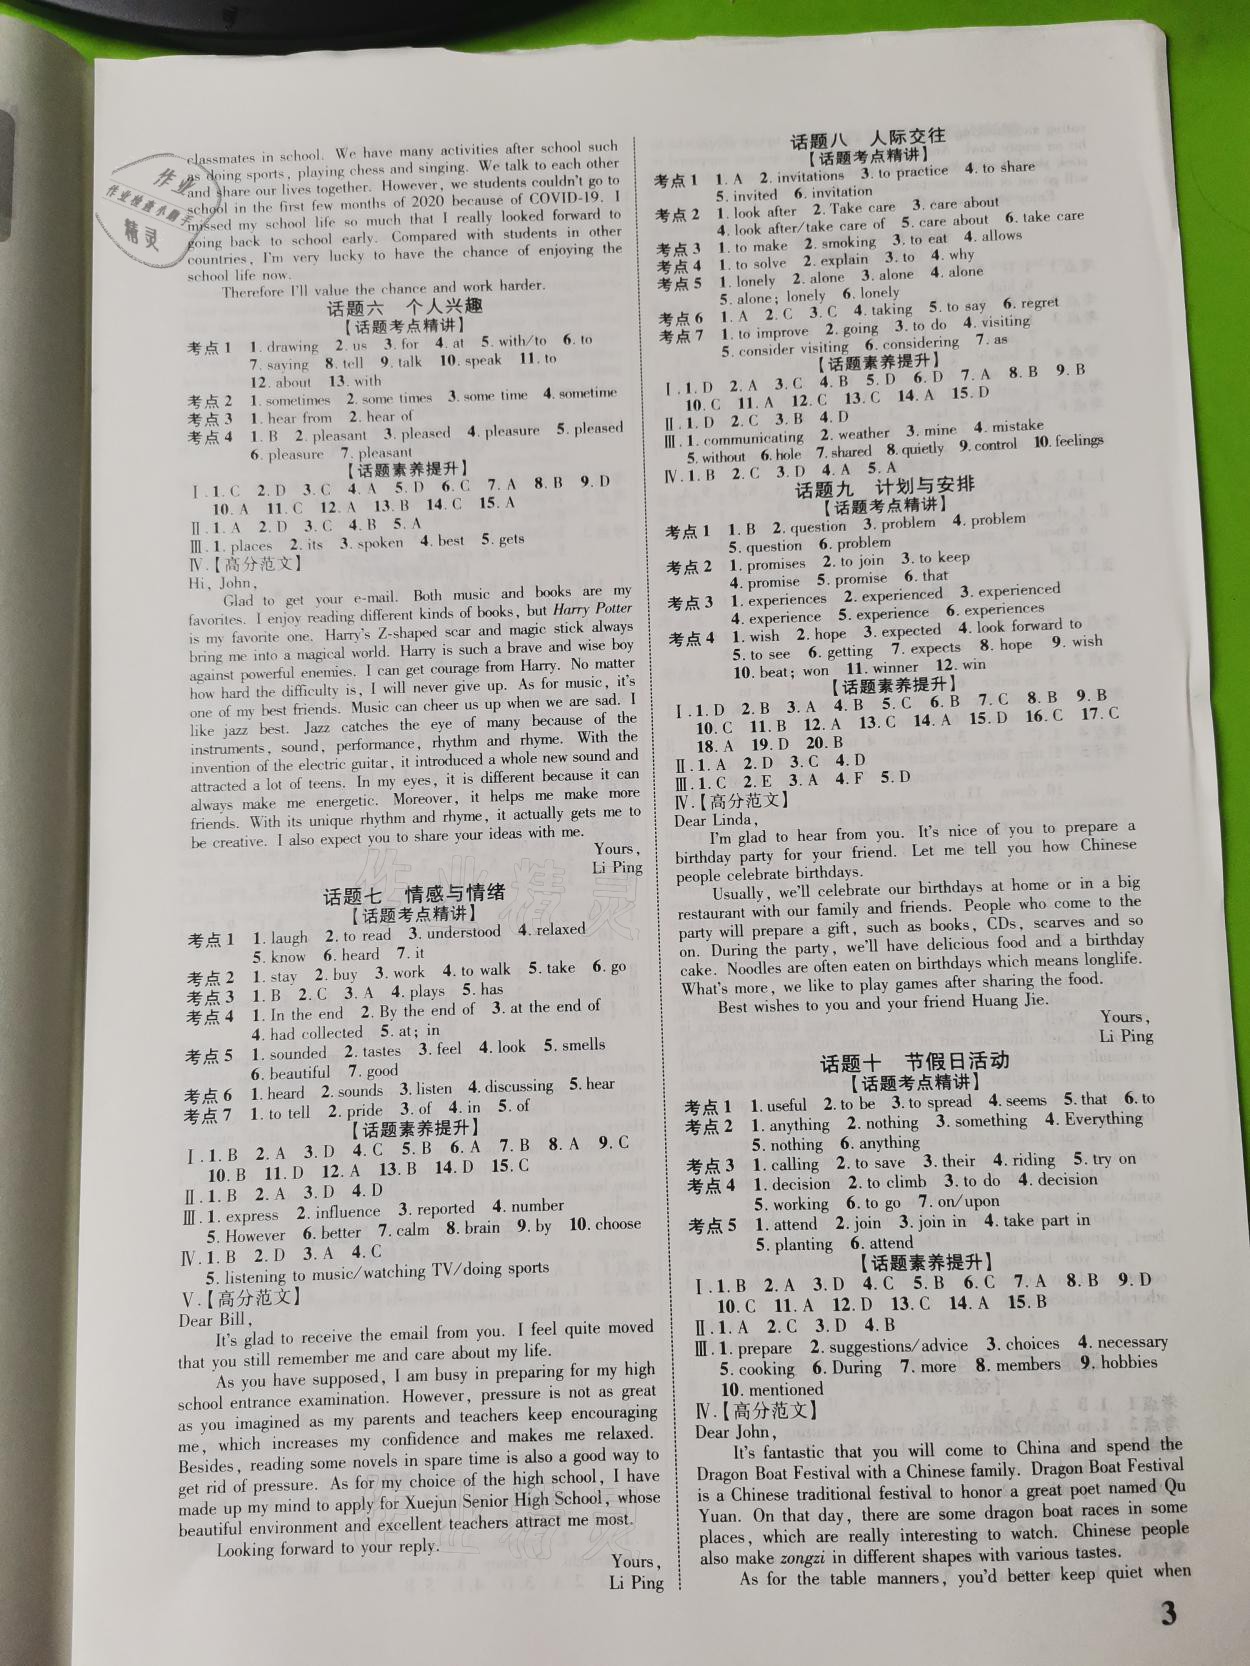 classmates in school. We have many activities after school such
as doing sports, playing chess and singing. We talk to each other
and share our lives together. However, we students couldn't go to
school in the first few months of 2020 because of COVID-19. I
missed my school life so much that I really looked forward to
going back to school early. Compared with students in other
countries, I'm very lucky to have the chance of enjoying the
school life now.
Therefore I'll value the chance and work harder.
话题六 个人兴趣
【话题考点精讲】
考点1 1. drawing 2. us 3. for 4. at 5. with/to 6. to
7. saying 8. tell 9. talk 10. speak 11. to
12. about 13. with
考点2 1. sometimes 2. some times 3. some time 4. sometime
考点3 1. hear from 2. hear of
考点4 1. B 2. pleasant 3. pleased 4. pleasure 5. pleased
6. pleasure 7. pleasant
【话题素养提升】
Ⅰ. 1. C 2. D 3. C 4. A 5. D 6. C 7. A 8. B 9. D
10. A 11. C 12. A 13. B 14. C 15. A
Ⅱ. 1. A 2. D 3. C 4. B 5. A
Ⅲ. 1. places 2. its 3. spoken 4. best 5. gets
Ⅳ.【高分范文】
Hi, John,
Glad to get your e-mail. Both music and books are my
favorites. I enjoy reading different kinds of books, but Harry Potter
is my favorite one. Harry's Z-shaped scar and magic stick always
bring me into a magical world. Harry is such a brave and wise boy
against powerful enemies. I can get courage from Harry. No matter
how hard the difficulty is, I will never give up. As for music, it's
one of my best friends. Music can cheer us up when we are sad. I
like jazz best. Jazz catches the eye of many because of the
instruments, sound, performance, rhythm and rhyme. With the
invention of the electric guitar, it introduced a whole new sound and
attracted a lot of teens. In my eyes, it is different because it can
always make me energetic. Moreover, it helps me make more
friends. With its unique rhythm and rhyme, it actually gets me to
be creative. I also expect you to share your ideas with me.
Yours,
Li Ping
话题七 情感与情绪
【话题考点精讲】
考点1 1. laugh 2. to read 3. understood 4. relaxed
5. know 6. heard 7. it
考点2 1. stay 2. buy 3. work 4. to walk 5. take 6. go
考点3 1. B 2. C 3. A 4. plays 5. has
考点4 1. In the end 2. By the end of 3. at the end of
4. had collected 5. at; in
考点5 1. sounded 2. tastes 3. feel 4. look 5. smells
6. beautiful 7. good
考点6 1. heard 2. sounds 3. listen 4. discussing 5. hear
考点7 1. to tell 2. pride 3. of 4. in 5. of
【话题素养提升】
Ⅰ. 1. B 2. A 3. D 4. C 5. B 6. A 7. B 8. A 9. C
10. B 11. D 12. A 13. B 14. D 15. C
Ⅱ. 1. B 2. A 3. D 4. D
Ⅲ. 1. express 2. influence 3. reported 4. number
5. However 6. better 7. calm 8. brain 9. by 10. choose
Ⅳ. 1. B 2. D 3. A 4. C
5. listening to music/watching TV/doing sports
Ⅴ.【高分范文】
Dear Bill,
It's glad to receive the email from you. I feel quite moved
that you still remember me and care about my life.
As you have supposed, I am busy in preparing for my high
school entrance examination. However, pressure is not as great
as you imagined as my parents and teachers keep encouraging
me, which increases my confidence and makes me relaxed.
Besides, reading some novels in spare time is also a good way to
get rid of pressure. As for my choice of the high school, I have
made up my mind to apply for Xuejun Senior High School, whose
beautiful environment and excellent teachers attract me most.
Looking forward to your reply.
Yours,
Li Ping
话题八 人际交往
【话题考点精讲】
考点1 1. A 2. invitations 3. to practice 4. to share
5. invited 6. invitation
考点2 1. look after 2. Take care 3. care about
4. look after/take care of 5. care about 6. take care
考点3 1. to make 2. smoking 3. to eat 4. allows
考点4 1. to solve 2. explain 3. to 4. why
考点5 1. lonely 2. alone 3. alone 4. alone
5. alone; lonely 6. lonely
考点6 1. A 2. C 3. C 4. taking 5. to say 6. regret
考点7 1. to improve 2. going 3. to do 4. visiting
5. consider visiting 6. considering 7. as
【话题素养提升】
Ⅰ. 1. D 2. A 3. C 4. B 5. D 6. D 7. A 8. B 9. B
10. C 11. A 12. C 13. C 14. A 15. D
Ⅱ. 1. D 2. C 3. B 4. D
Ⅲ. 1. communicating 2. weather 3. mine 4. mistake
5. without 6. hole 7. shared 8. quietly 9. control 10. feelings
Ⅳ. 1. B 2. C 3. D 4. A 5. A
话题九 计划与安排
【话题考点精讲】
考点1 1. B 2. question 3. problem 4. problem
5. question 6. problem
考点2 1. promises 2. to join 3. to keep
4. promise 5. promise 6. that
考点3 1. experiences 2. experienced 3. experienced
4. experience 5. experience 6. experiences
考点4 1. wish 2. hope 3. expected 4. look forward to
5. to see 6. getting 7. expects 8. hope 9. wish
10. beat; won 11. winner 12. win
【话题素养提升】
Ⅰ. 1. D 2. B 3. A 4. B 5. C 6. B 7. C 8. B 9. B
10. C 11. B 12. A 13. C 14. A 15. D 16. C 17. C
18. A 19. D 20. B
Ⅱ. 1. A 2. D 3. C 4. D
Ⅲ. 1. C 2. E 3. A 4. F 5. D
Ⅳ.【高分范文】
Dear Linda,
I'm glad to hear from you. It's nice of you to prepare a
birthday party for your friend. Let me tell you how Chinese
people celebrate birthdays.
Usually, we'll celebrate our birthdays at home or in a big
restaurant with our family and friends. People who come to the
party will prepare a gift, such as books, CDs, scarves and so
on. During the party, we'll have delicious food and a birthday
cake. Noodles are often eaten on birthdays which means longlife.
What's more, we like to play games after sharing the food.
Best wishes to you and your friend Huang Jie.
Yours,
Li Ping
话题十 节假日活动
【话题考点精讲】
考点1 1. useful 2. to be 3. to spread 4. seems 5. that 6. to
考点2 1. anything 2. nothing 3. something 4. Everything
5. nothing 6. anything
考点3 1. calling 2. to save 3. their 4. riding 5. try on
考点4 1. decision 2. to climb 3. to do 4. decision
5. working 6. to go 7. on/upon
考点5 1. attend 2. join 3. join in 4. take part in
5. planting 6. attend
【话题素养提升】
Ⅰ. 1. B 2. A 3. D 4. C 5. B 6. C 7. A 8. B 9. D
10. C 11. A 12. D 13. C 14. A 15. B
Ⅱ. 1. A 2. C 3. D 4. B
Ⅲ. 1. prepare 2. suggestions/advice 3. choices 4. necessary
5. cooking 6. During 7. more 8. members 9. hobbies
10. mentioned
Ⅳ.【高分范文】
Dear John,
It's fantastic that you will come to China and spend the
Dragon Boat Festival with a Chinese family. Dragon Boat Festival
is a Chinese traditional festival to honor a great poet named Qu
Yuan. On that day, there are some dragon boat races in some
places, which are really interesting to watch. Chinese people
also make zongzi in different shapes with various tastes.
As for the table manners, you'd better keep quiet when
3
作业
精灵
作业精灵